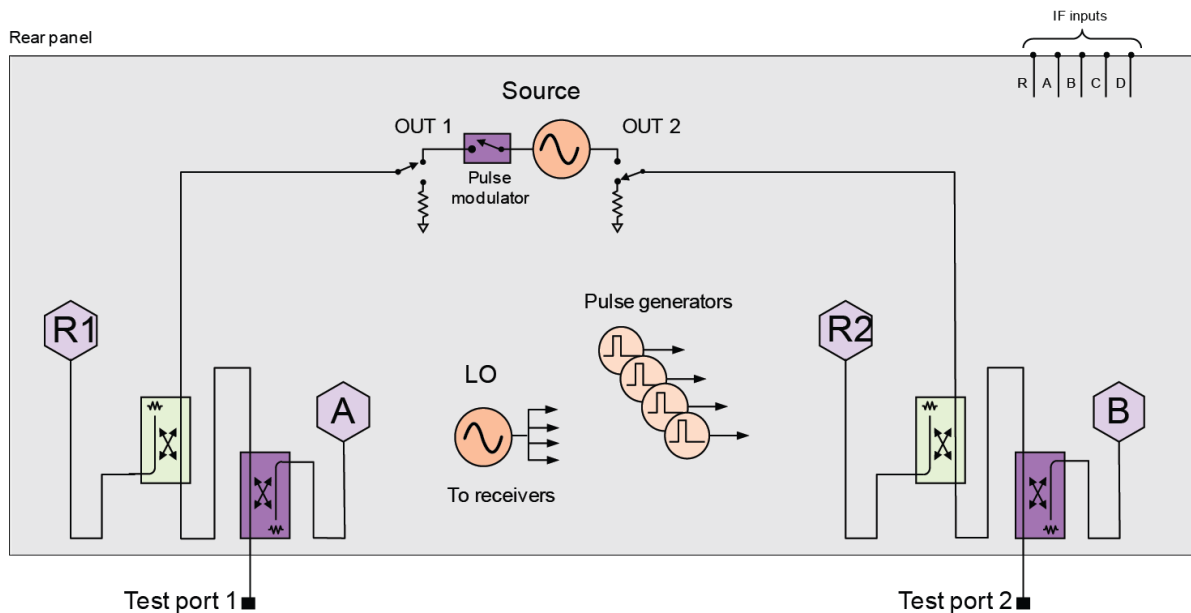 IF inputs
Rear panel
R A B C D
Source
OUT 1
OUT 2
Pulse
modulator
Pulse generators
R1
R2
LO
A
B
To receivers
Test port 1
Test port 2